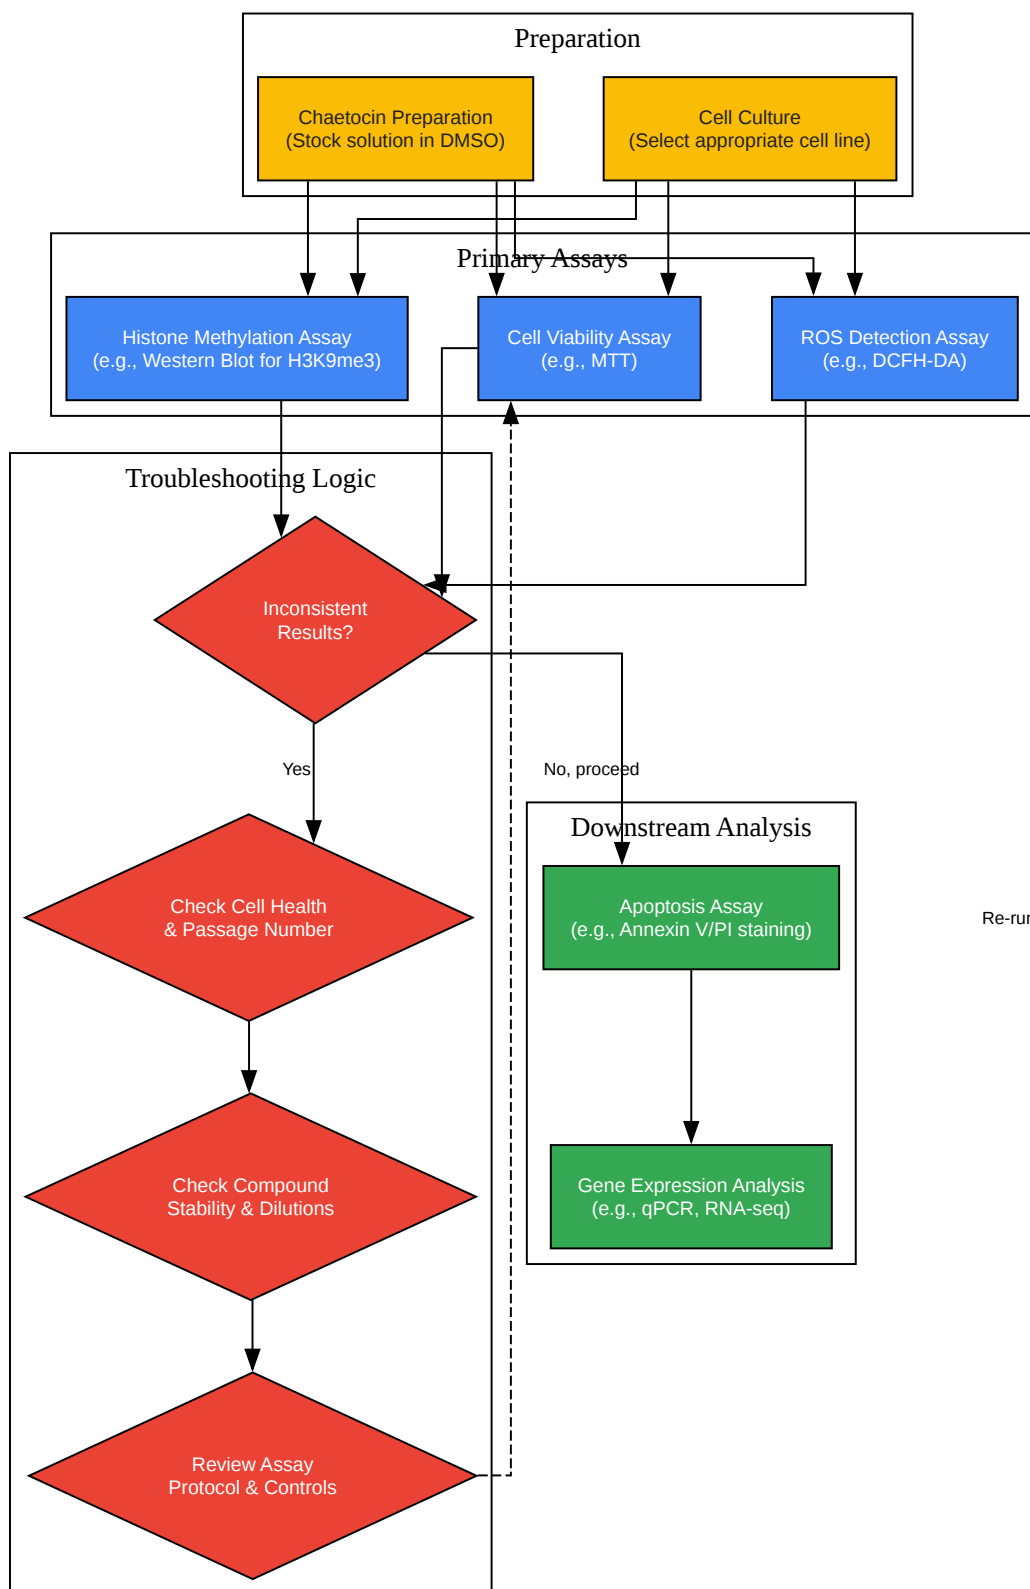 Preparation
Chaetocin Preparation
(Stock solution in DMSO)
Cell Culture
(Select appropriate cell line)
Primary Assays
Histone Methylation Assay
(e.g., Western Blot for H3K9me3)
Cell Viability Assay
(e.g., MTT)
ROS Detection Assay
(e.g., DCFH-DA)
Troubleshooting Logic
Inconsistent
Results?
Yes
No, proceed
Downstream Analysis
Check Cell Health
& Passage Number
Apoptosis Assay
(e.g., Annexin V/PI staining)
Re-run
Check Compound
Stability & Dilutions
Gene Expression Analysis
(e.g., qPCR, RNA-seq)
Review Assay
Protocol & Controls